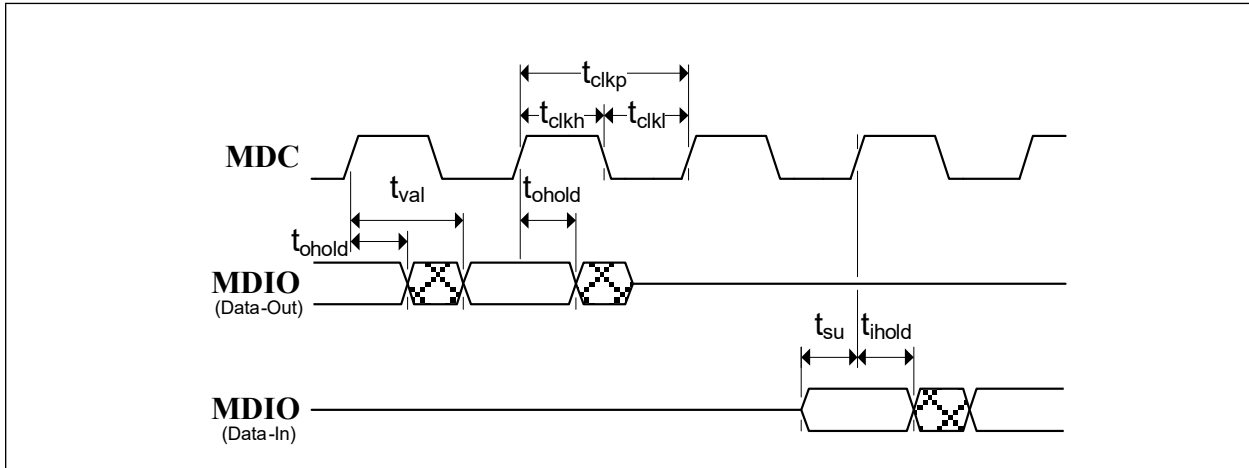 tclkp
tclkh tclkl
MDC
tval
tohold
tohold
MDIO
(Data-Out)
tsu tihold
MDIO
(Data-In)